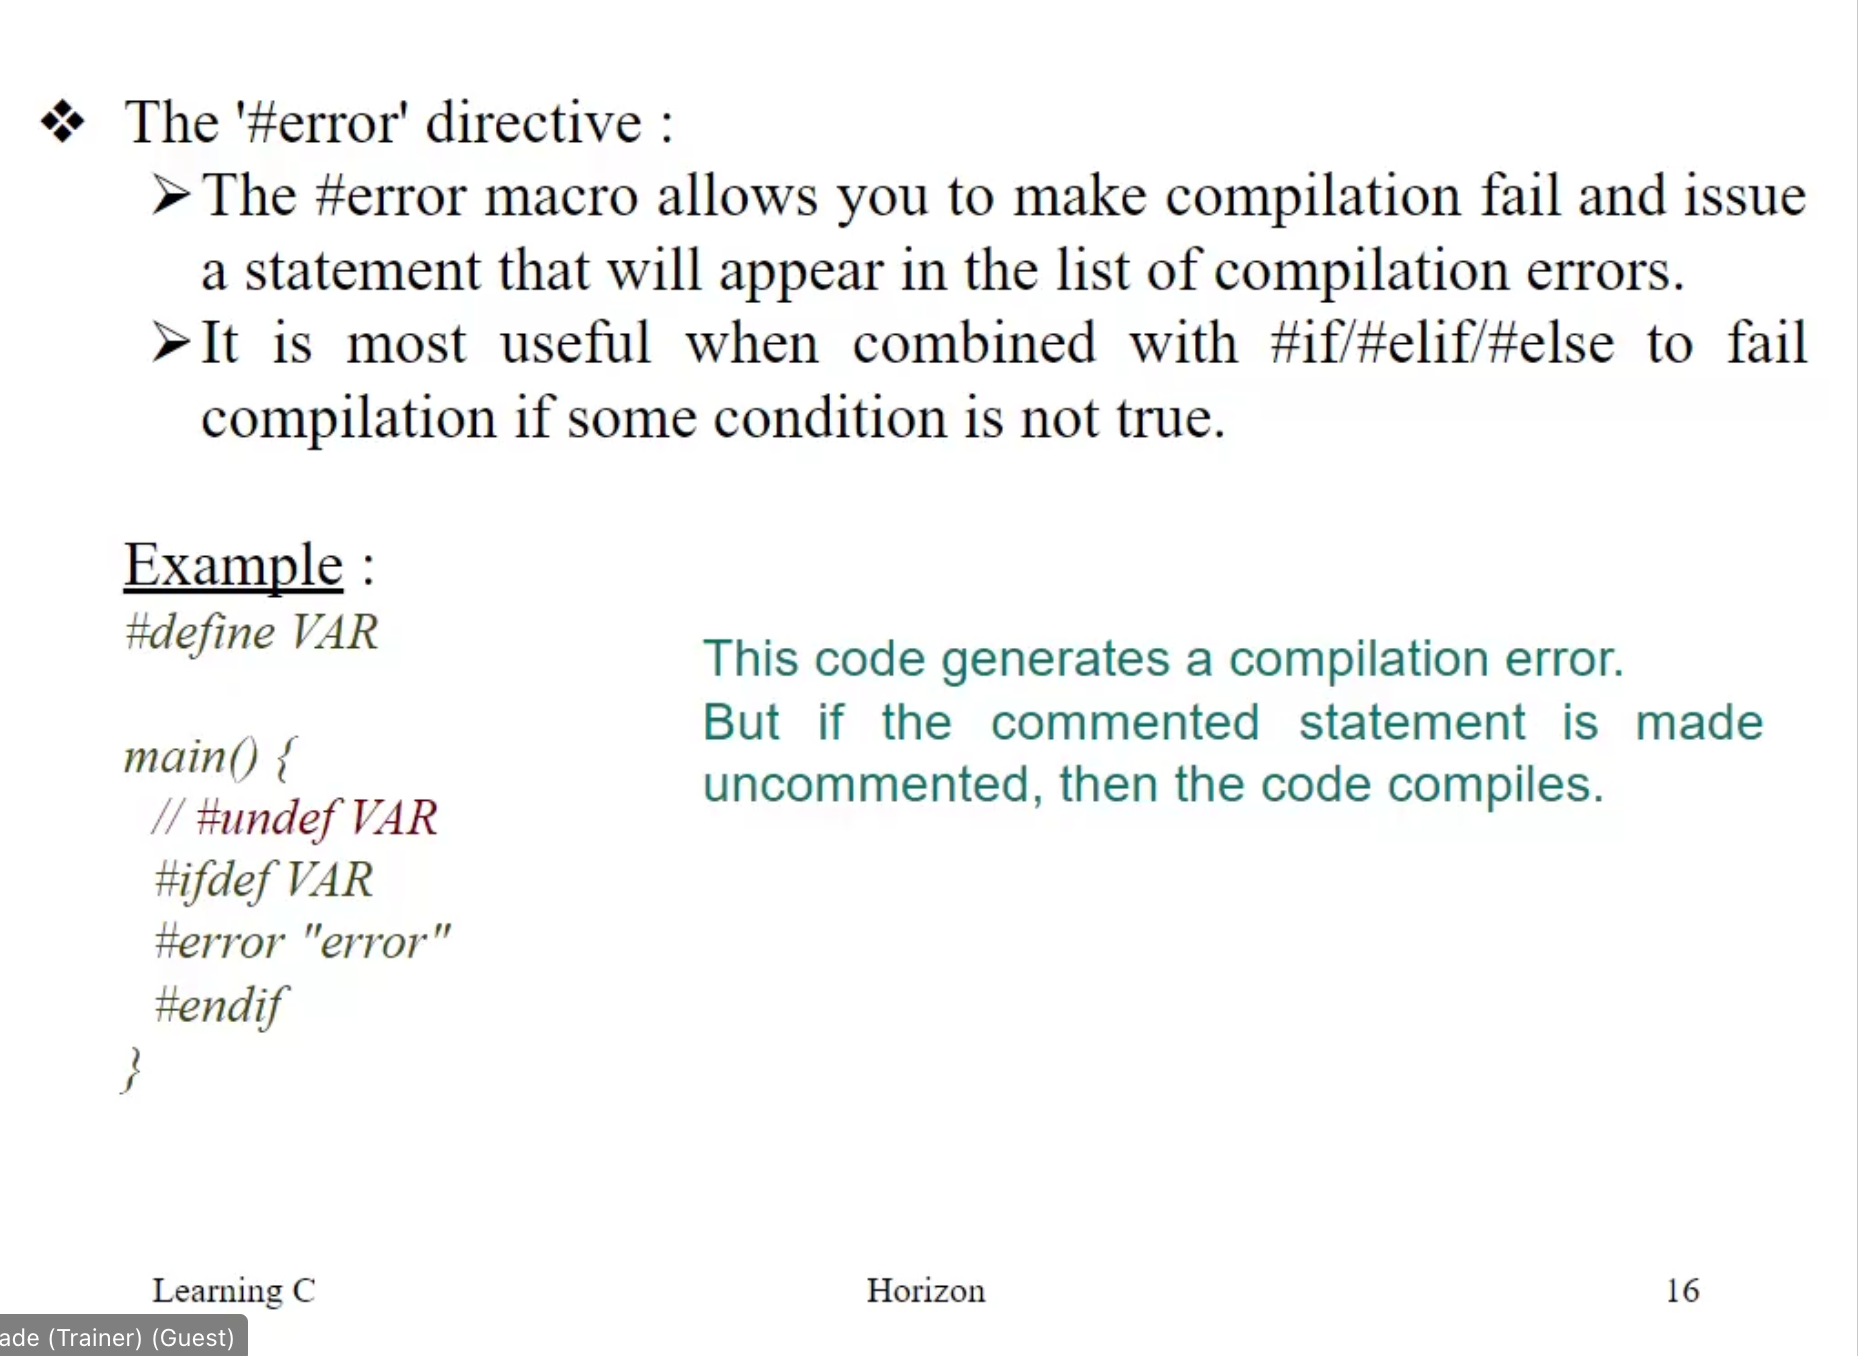 ❖ The '#error' directive :
➢ The #error macro allows you to make compilation fail and issue
a statement that will appear in the list of compilation errors.
➢ It is most useful when combined with #if/#elif/#else to fail
compilation if some condition is not true.
Example :
#define VAR
main() {
// #undef VAR
#ifdef VAR
#error "error"
#endif
}
This code generates a compilation error.
But if the commented statement is made
uncommented, then the code compiles.
Learning C
Horizon
16
ade (Trainer) (Guest)